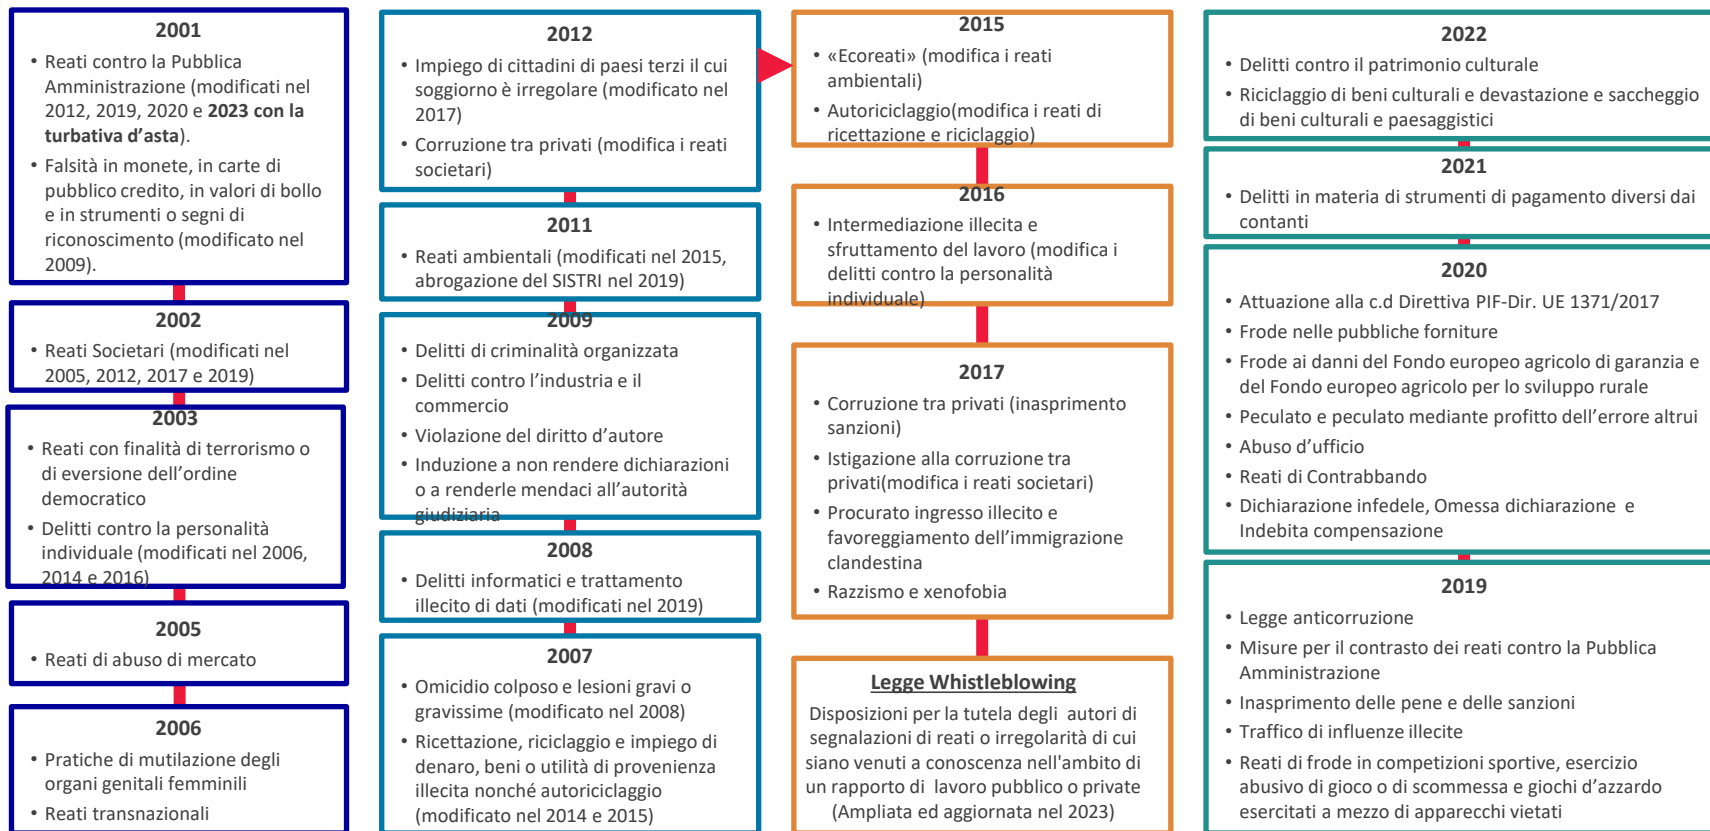 2001
• Reati contro la Pubblica
Amministrazione (modificati nel
2012, 2019, 2020 e 2023 con la
turbativa d’asta).
• Falsità in monete, in carte di
pubblico credito, in valori di bollo
e in strumenti o segni di
riconoscimento (modificato nel
2009).
2002
• Reati Societari (modificati nel
2005, 2012, 2017 e 2019)
2003
• Reati con finalità di terrorismo o
di eversione dell’ordine
democratico
• Delitti contro la personalità
individuale (modificati nel 2006,
2014 e 2016)
2005
• Reati di abuso di mercato
2006
• Pratiche di mutilazione degli
organi genitali femminili
• Reati transnazionali
2012
• Impiego di cittadini di paesi terzi il cui
soggiorno è irregolare (modificato nel
2017)
• Corruzione tra privati (modifica i reati
societari)
2011
• Reati ambientali (modificati nel 2015,
abrogazione del SISTRI nel 2019)
2009
• Delitti di criminalità organizzata
• Delitti contro l’industria e il
commercio
• Violazione del diritto d’autore
• Induzione a non rendere dichiarazioni
o a renderle mendaci all’autorità
giudiziaria
2008
• Delitti informatici e trattamento
illecito di dati (modificati nel 2019)
2007
• Omicidio colposo e lesioni gravi o
gravissime (modificato nel 2008)
• Ricettazione, riciclaggio e impiego di
denaro, beni o utilità di provenienza
illecita nonché autoriciclaggio
(modificato nel 2014 e 2015)
2015
• «Ecoreati» (modifica i reati
ambientali)
• Autoriciclaggio(modifica i reati di
ricettazione e riciclaggio)
2016
• Intermediazione illecita e
sfruttamento del lavoro (modifica i
delitti contro la personalità
individuale)
2017
• Corruzione tra privati (inasprimento
sanzioni)
• Istigazione alla corruzione tra
privati(modifica i reati societari)
• Procurato ingresso illecito e
favoreggiamento dell’immigrazione
clandestina
• Razzismo e xenofobia
Legge Whistleblowing
Disposizioni per la tutela degli autori di
segnalazioni di reati o irregolarità di cui
siano venuti a conoscenza nell'ambito di
un rapporto di lavoro pubblico o private
(Ampliata ed aggiornata nel 2023)
2022
• Delitti contro il patrimonio culturale
• Riciclaggio di beni culturali e devastazione e saccheggio
di beni culturali e paesaggistici
2021
• Delitti in materia di strumenti di pagamento diversi dai
contanti
2020
• Attuazione alla c.d Direttiva PIF-Dir. UE 1371/2017
• Frode nelle pubbliche forniture
• Frode ai danni del Fondo europeo agricolo di garanzia e
del Fondo europeo agricolo per lo sviluppo rurale
• Peculato e peculato mediante profitto dell’errore altrui
• Abuso d’ufficio
• Reati di Contrabbando
• Dichiarazione infedele, Omessa dichiarazione e
Indebita compensazione
2019
• Legge anticorruzione
• Misure per il contrasto dei reati contro la Pubblica
Amministrazione
• Inasprimento delle pene e delle sanzioni
• Traffico di influenze illecite
• Reati di frode in competizioni sportive, esercizio
abusivo di gioco o di scommessa e giochi d’azzardo
esercitati a mezzo di apparecchi vietati